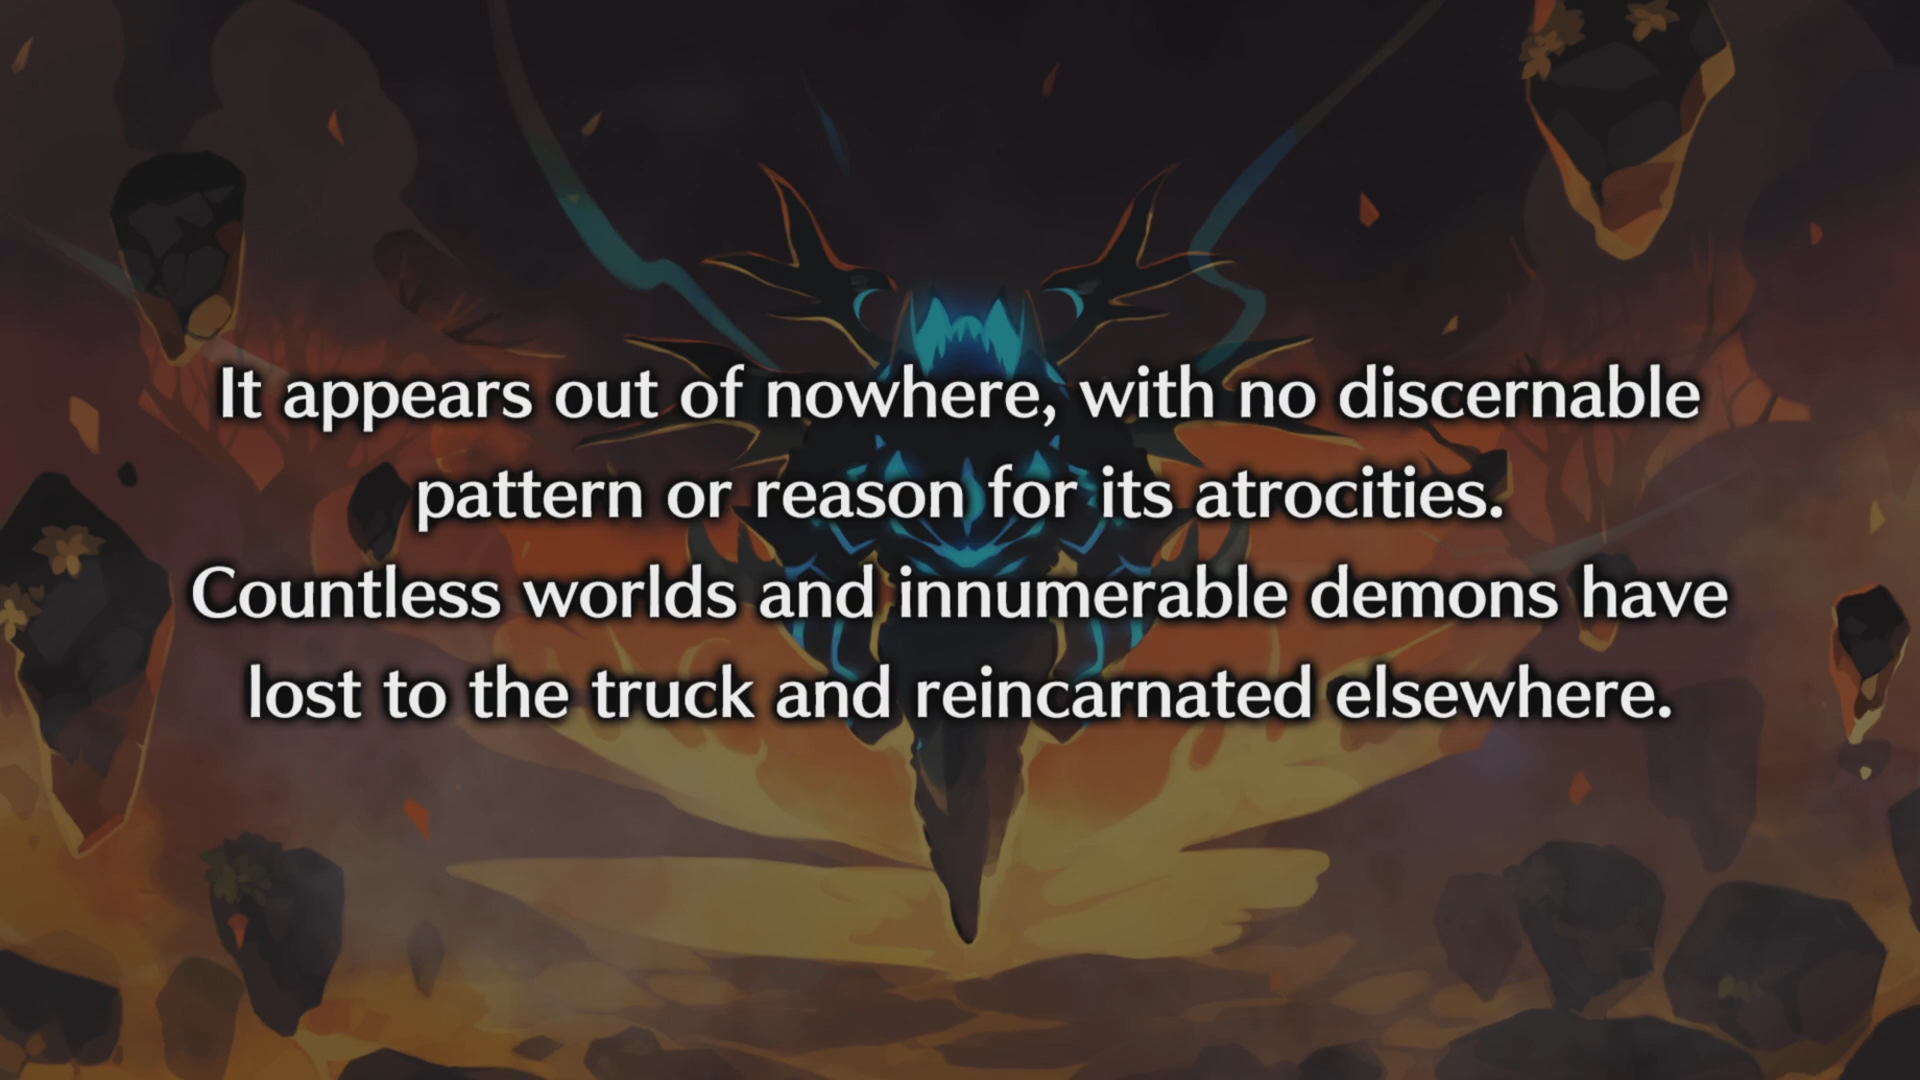 It appears out of nowhere, with no discernable
pattern or reason for its atrocities.
Countless worlds and innumerable demons have
lost to the truck and reincarnated elsewhere.